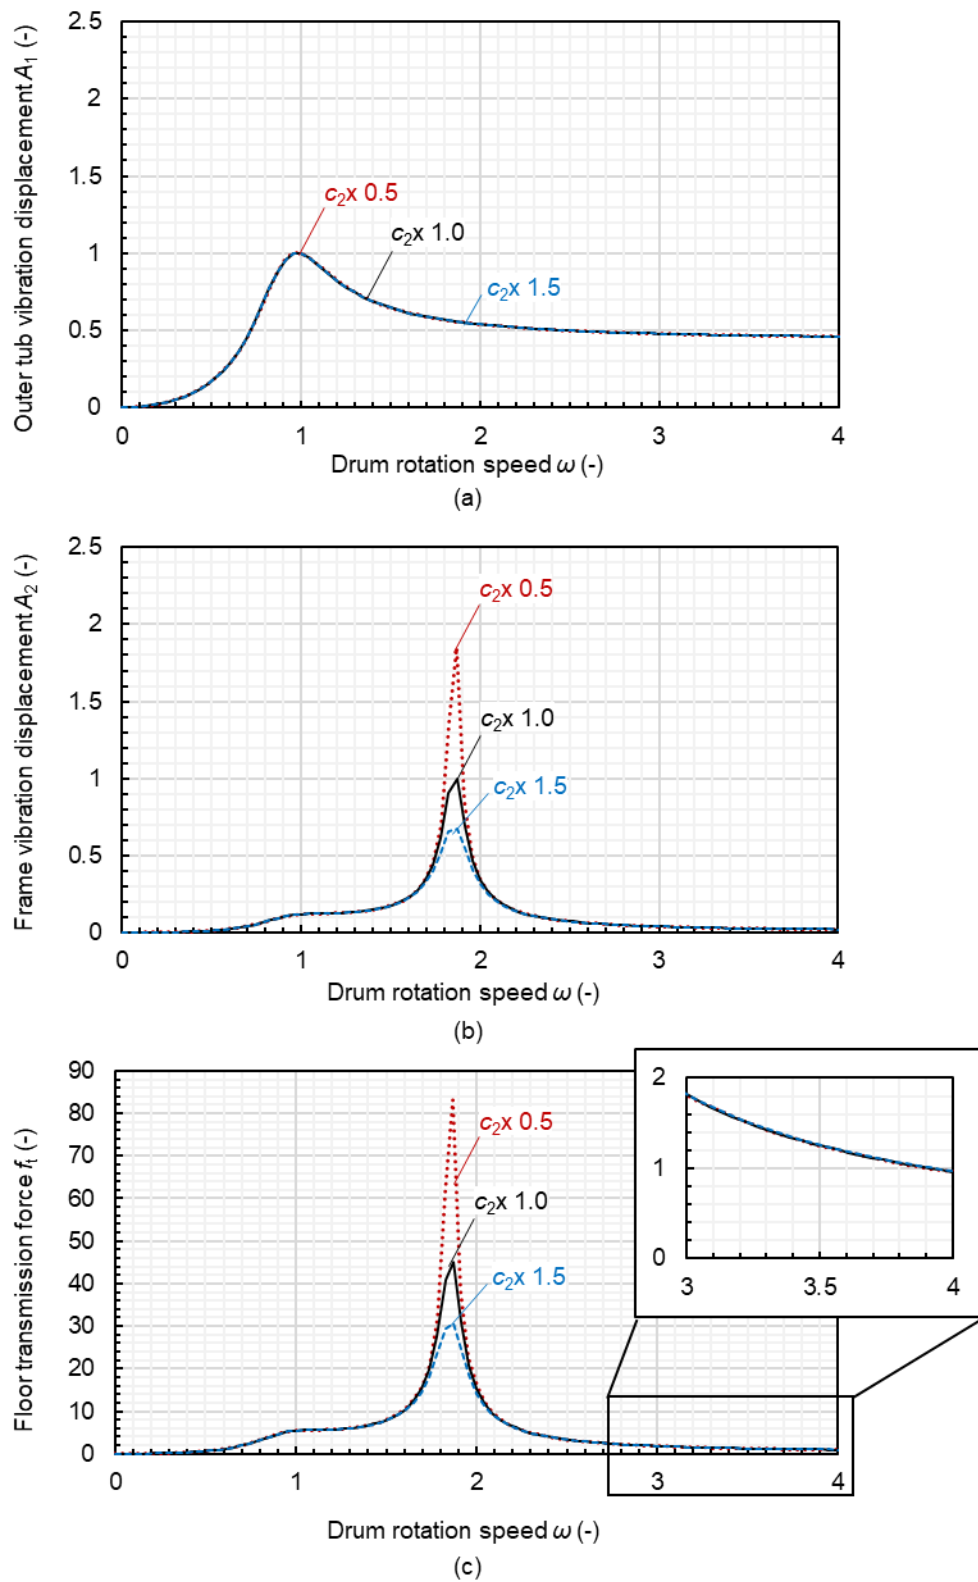 Outer tub vibration displacement A₁ (-)
2.5
2
1.5
1
0.5
0
c₂x 0.5
c₂x 1.0
c₂x 1.5
0 1 2 3 4
Drum rotation speed ω (-)
(a)
Frame vibration displacement A₂ (-)
2.5
2
1.5
1
0.5
0
c₂x 0.5
c₂x 1.0
c₂x 1.5
0 1 2 3 4
Drum rotation speed ω (-)
(b)
Floor transmission force fₜ (-)
90
80
70
60
50
40
30
20
10
0
c₂x 0.5
c₂x 1.0
c₂x 1.5
2
1
0
3 3.5 4
0 1 2 3 4
Drum rotation speed ω (-)
(c)